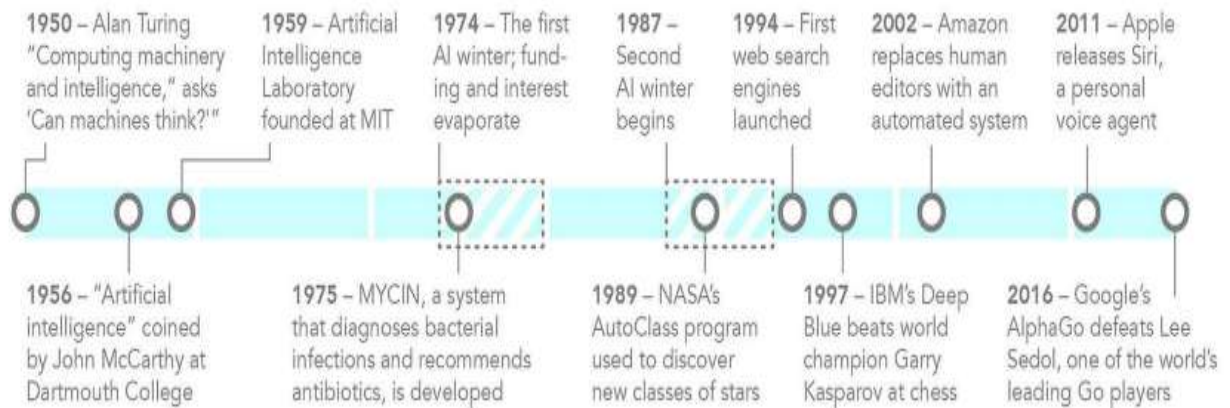 1950 – Alan Turing
"Computing machinery
and intelligence," asks
'Can machines think?'"
1959 – Artificial
Intelligence
Laboratory
founded at MIT
1974 – The first
AI winter; fund-
ing and interest
evaporate
1987 –
Second
AI winter
begins
1994 – First
web search
engines
launched
2002 – Amazon
replaces human
editors with an
automated system
2011 – Apple
releases Siri,
a personal
voice agent
1956 – "Artificial
intelligence" coined
by John McCarthy at
Dartmouth College
1975 – MYCIN, a system
that diagnoses bacterial
infections and recommends
antibiotics, is developed
1989 – NASA's
AutoClass program
used to discover
new classes of stars
1997 – IBM's Deep
Blue beats world
champion Garry
Kasparov at chess
2016 – Google's
AlphaGo defeats Lee
Sedol, one of the world's
leading Go players